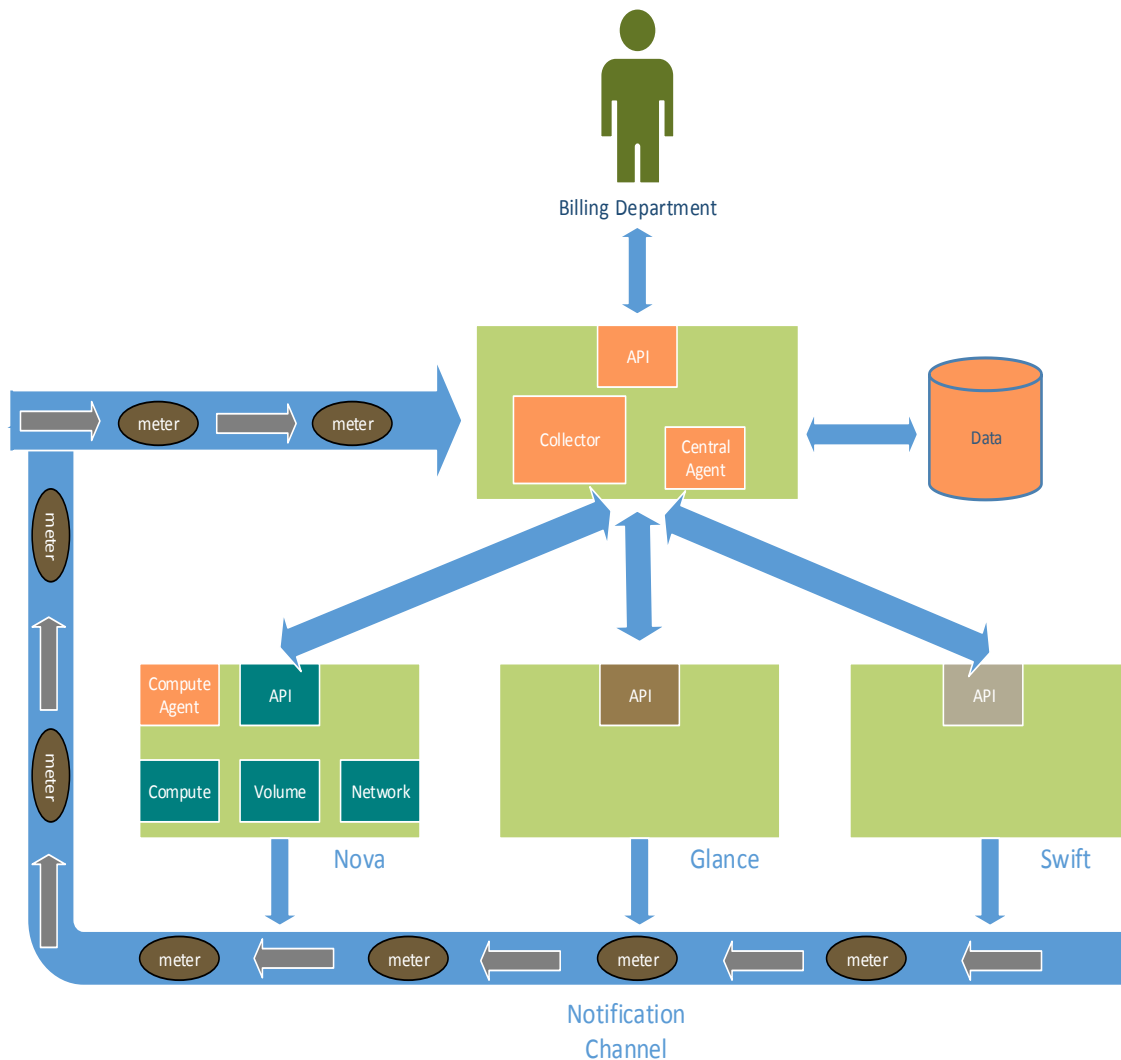 Billing Department
API
meter
meter
Collector
Central
Agent
Data
meter
Compute
Agent
API
API
API
meter
Compute
Volume
Network
Nova
Glance
Swift
meter
meter
meter
meter
Notification
Channel